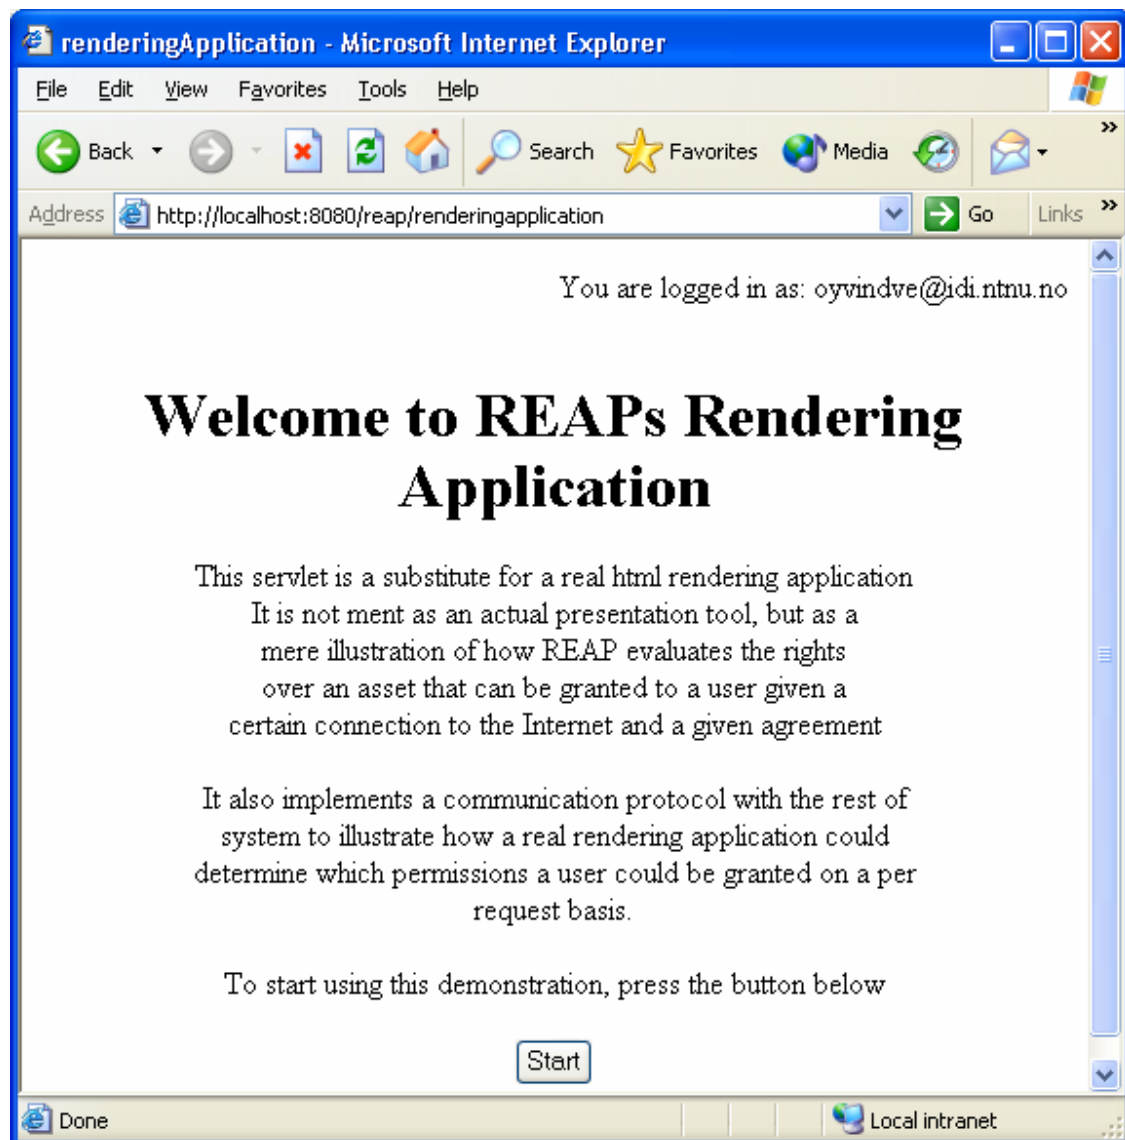 renderingApplication - Microsoft Internet Explorer
File Edit View Favorites Tools Help
Back Search Favorites Media »
Address http://localhost:8080/reap/renderingapplication Go Links »
You are logged in as: oyvindve@idi.ntnu.no
Welcome to REAPs Rendering
Application
This servlet is a substitute for a real html rendering application
It is not ment as an actual presentation tool, but as a
mere illustration of how REAP evaluates the rights
over an asset that can be granted to a user given a
certain connection to the Internet and a given agreement
It also implements a communication protocol with the rest of
system to illustrate how a real rendering application could
determine which permissions a user could be granted on a per
request basis.
To start using this demonstration, press the button below
Start
Done Local intranet